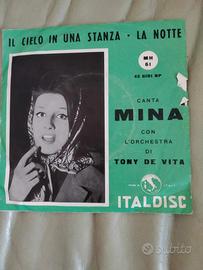 IL CIELO IN UNA STANZA • LA NOTTE
MH
61
45 GIRI EP
CANTA
MINA
CON
L'ORCHESTRA
DI
TONY DE VITA
ITALDISC
subito